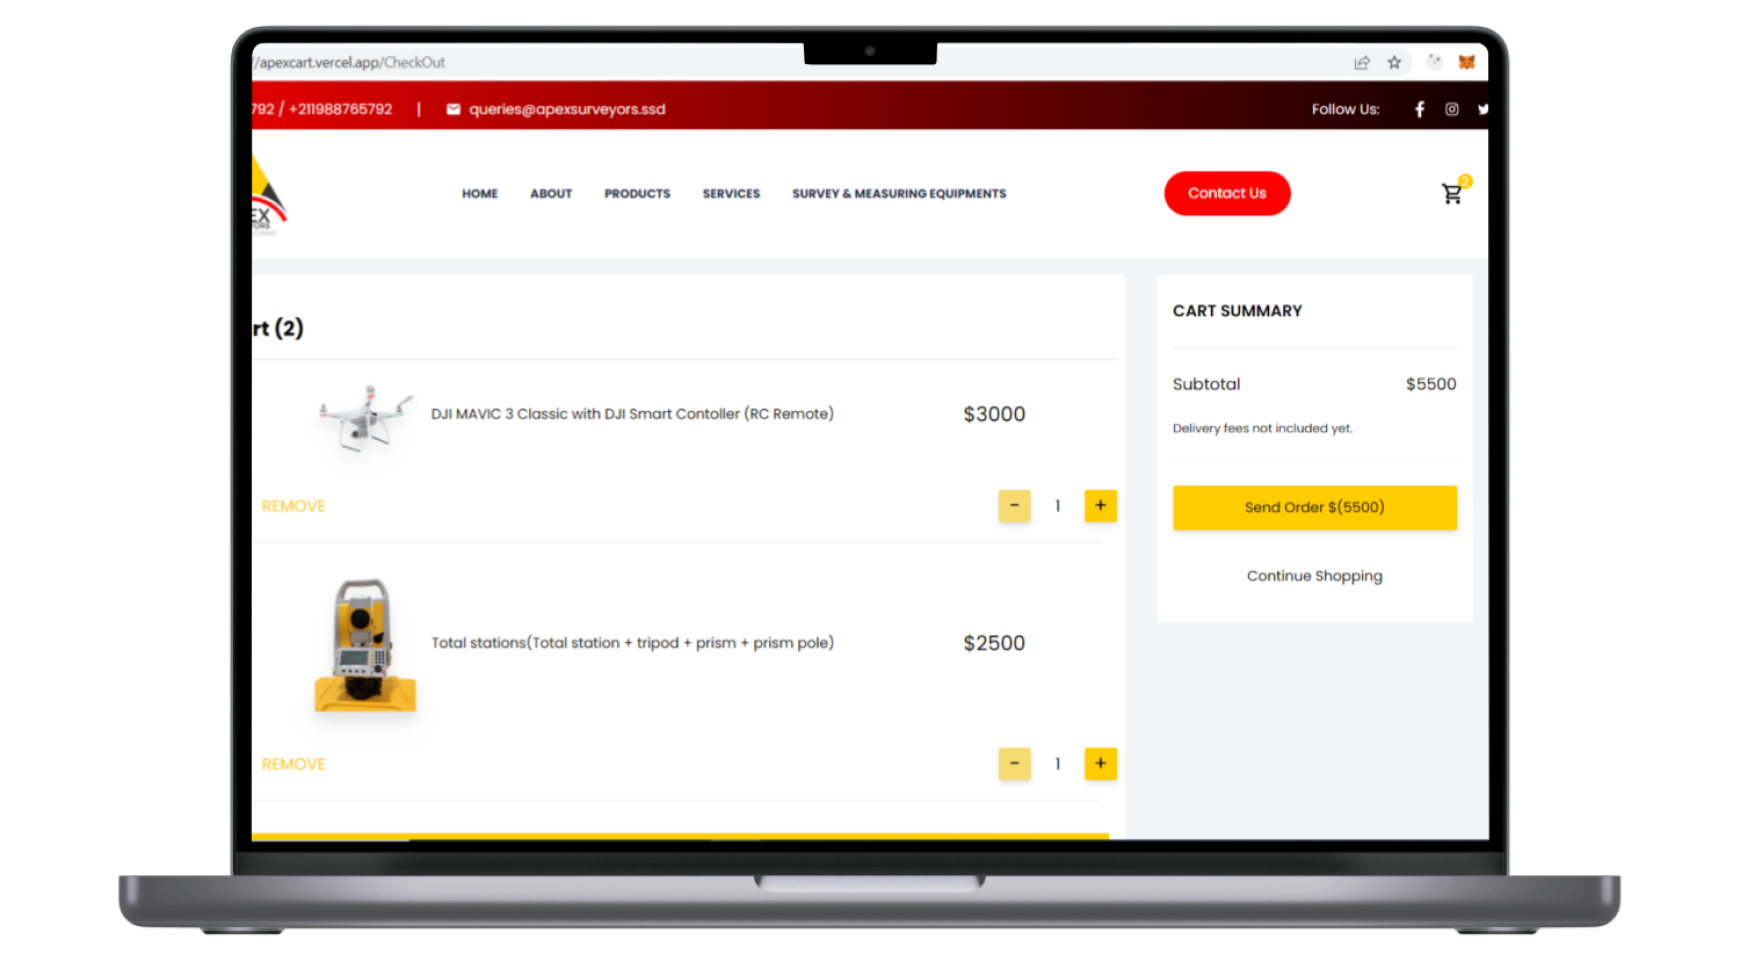 //apexcart.vercel.app/CheckOut
792 / +211988765792 | queries@apexsurveyors.ssd Follow Us:
EX
HOME ABOUT PRODUCTS SERVICES SURVEY & MEASURING EQUIPMENTS Contact Us 2
rt (2)
DJI MAVIC 3 Classic with DJI Smart Contoller (RC Remote) $3000
REMOVE - 1 +
Total stations(Total station + tripod + prism + prism pole) $2500
REMOVE - 1 +
CART SUMMARY
Subtotal $5500
Delivery fees not included yet.
Send Order $(5500)
Continue Shopping